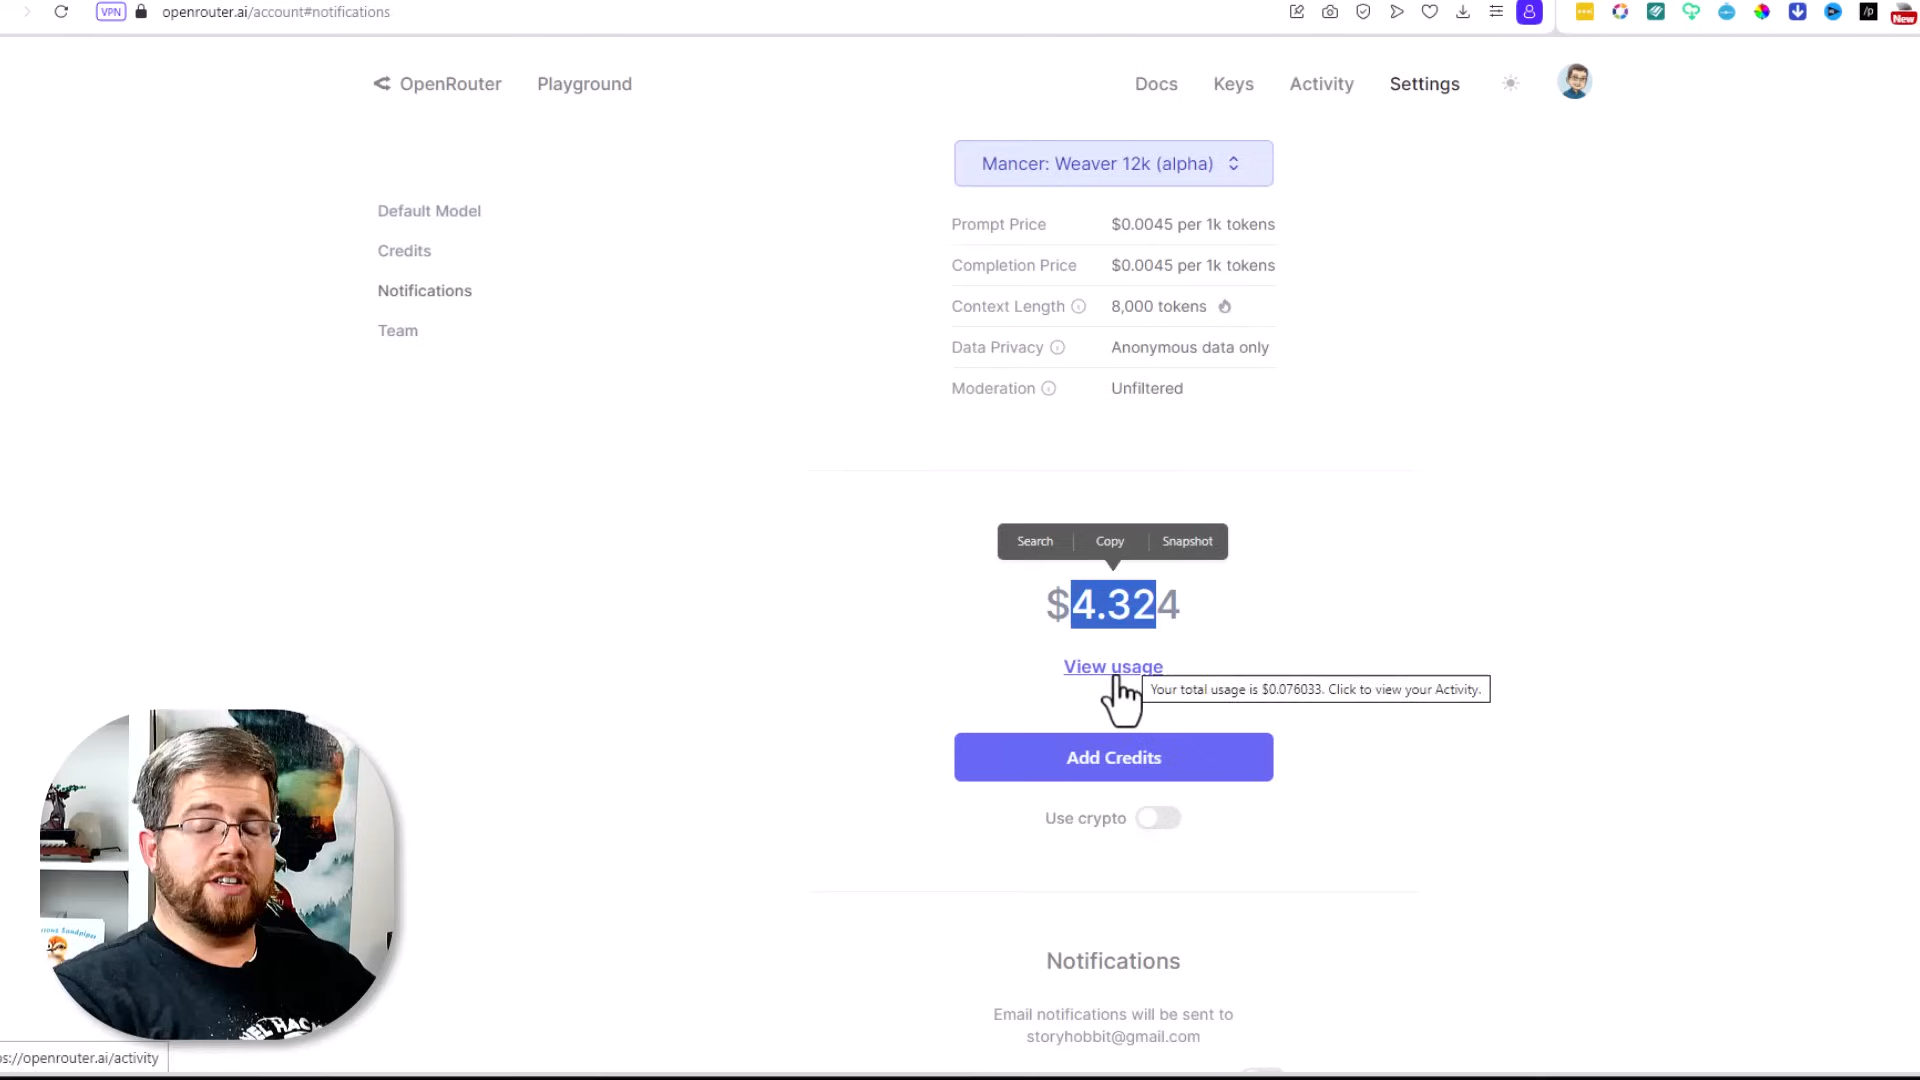 VPN
openrouter.ai/account#notifications
/p
New
OpenRouter Playground Docs Keys Activity Settings
Mancer: Weaver 12k (alpha)
Default Model
Credits
Notifications
Team
Prompt Price $0.0045 per 1k tokens
Completion Price $0.0045 per 1k tokens
Context Length 8,000 tokens
Data Privacy Anonymous data only
Moderation Unfiltered
Search Copy Snapshot
$4.324
View usage
Your total usage is $0.076033. Click to view your Activity.
Add Credits
Use crypto
Notifications
Email notifications will be sent to
storyhobbit@gmail.com
Sandpiper
s://openrouter.ai/activity